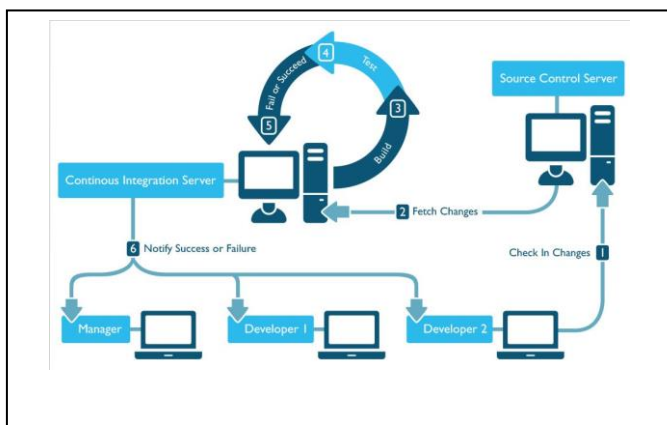 4
Test
Fail or Succeed
5
3
Build
Source Control Server
Continous Integration Server
2 Fetch Changes
6 Notify Success or Failure
Check In Changes 1
Manager
Developer 1
Developer 2